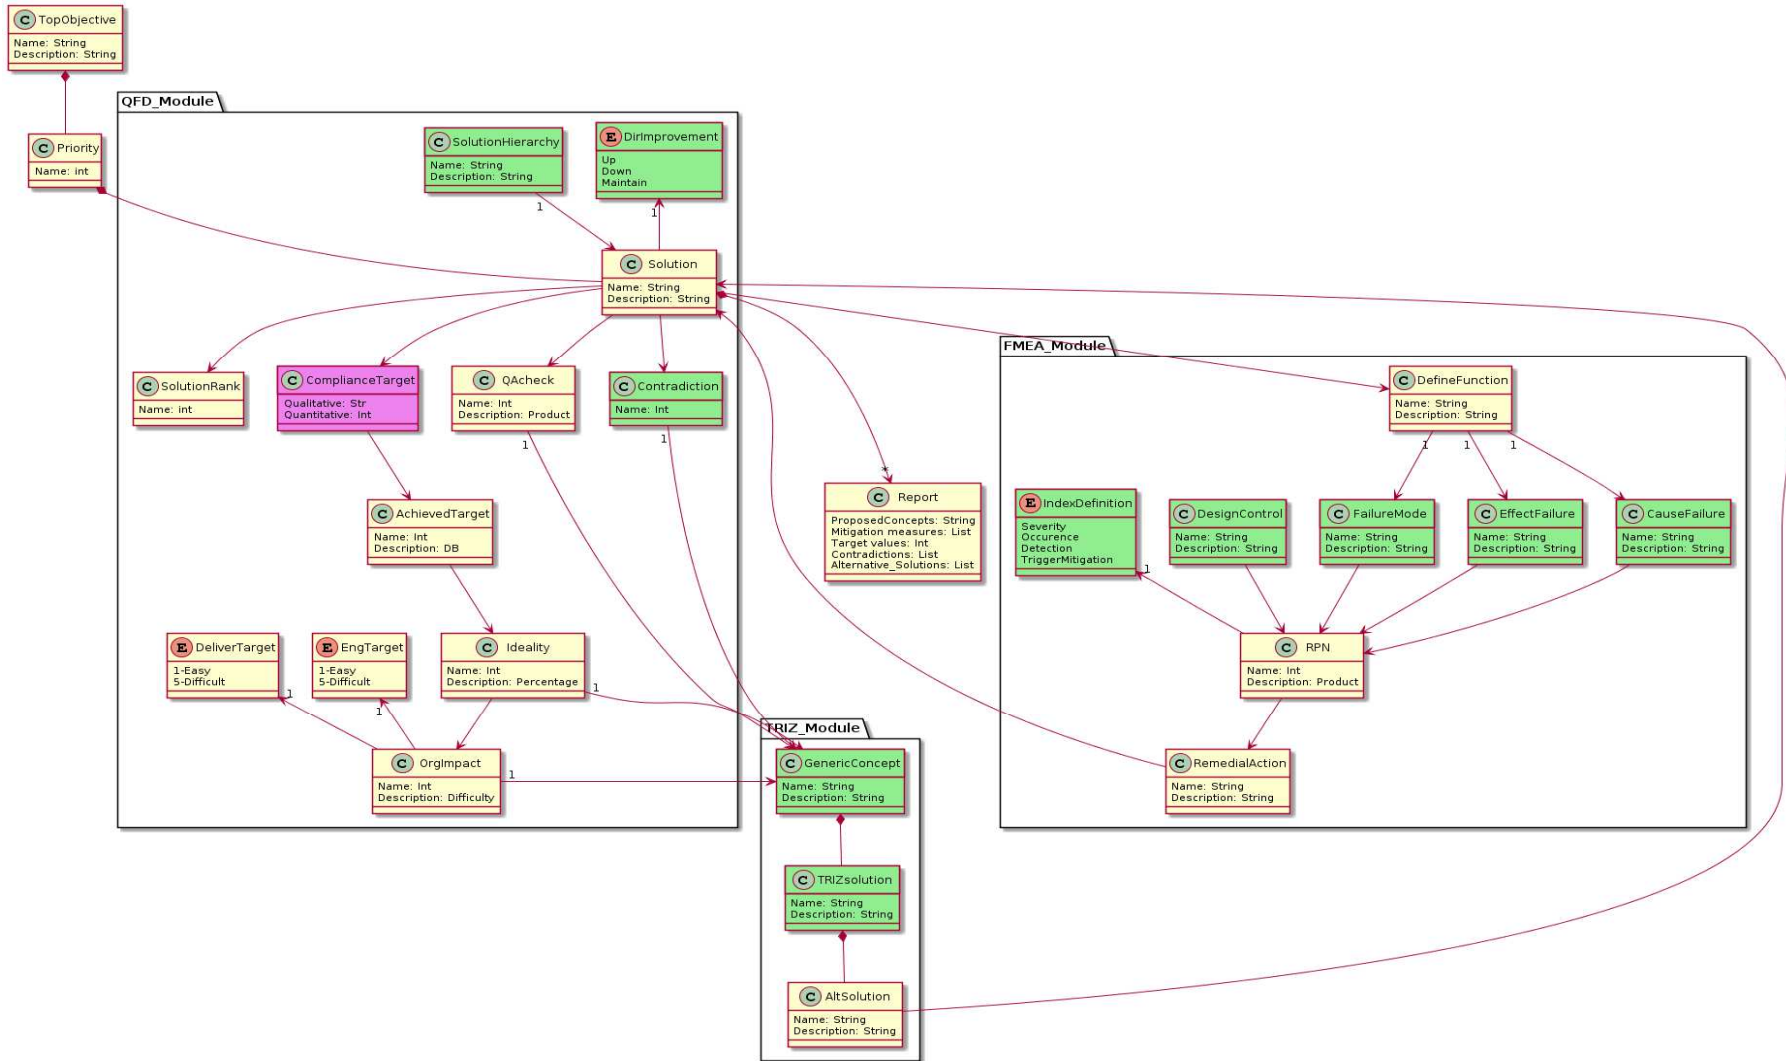 C TopObjective
Name: String
Description: String
C Priority
Name: int
QFD_Module
C SolutionHierarchy
Name: String
Description: String
1
E DirImprovement
Up
Down
Maintain
1
C Solution
Name: String
Description: String
C SolutionRank
Name: int
C ComplianceTarget
Qualitative: Str
Quantitative: Int
C QAcheck
Name: Int
Description: Product
1
C Contradiction
Name: Int
1
C AchievedTarget
Name: Int
Description: DB
E DeliverTarget
1-Easy
5-Difficult
1
E EngTarget
1-Easy
5-Difficult
1
C Ideality
Name: Int
Description: Percentage
1
C OrgImpact
Name: Int
Description: Difficulty
1
*
C Report
ProposedConcepts: String
Mitigation measures: List
Target values: Int
Contradictions: List
Alternative_Solutions: List
TRIZ_Module
C GenericConcept
Name: String
Description: String
C TRIZsolution
Name: String
Description: String
C AltSolution
Name: String
Description: String
FMEA_Module
C DefineFunction
Name: String
Description: String
1
1
1
E IndexDefinition
Severity
Occurence
Detection
TriggerMitigation
1
C DesignControl
Name: String
Description: String
C FailureMode
Name: String
Description: String
C EffectFailure
Name: String
Description: String
C CauseFailure
Name: String
Description: String
C RPN
Name: Int
Description: Product
C RemedialAction
Name: String
Description: String